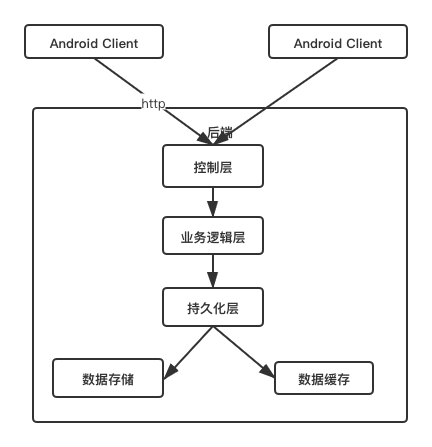 Android Client
Android Client
http
后端
控制层
业务逻辑层
持久化层
数据存储
数据缓存